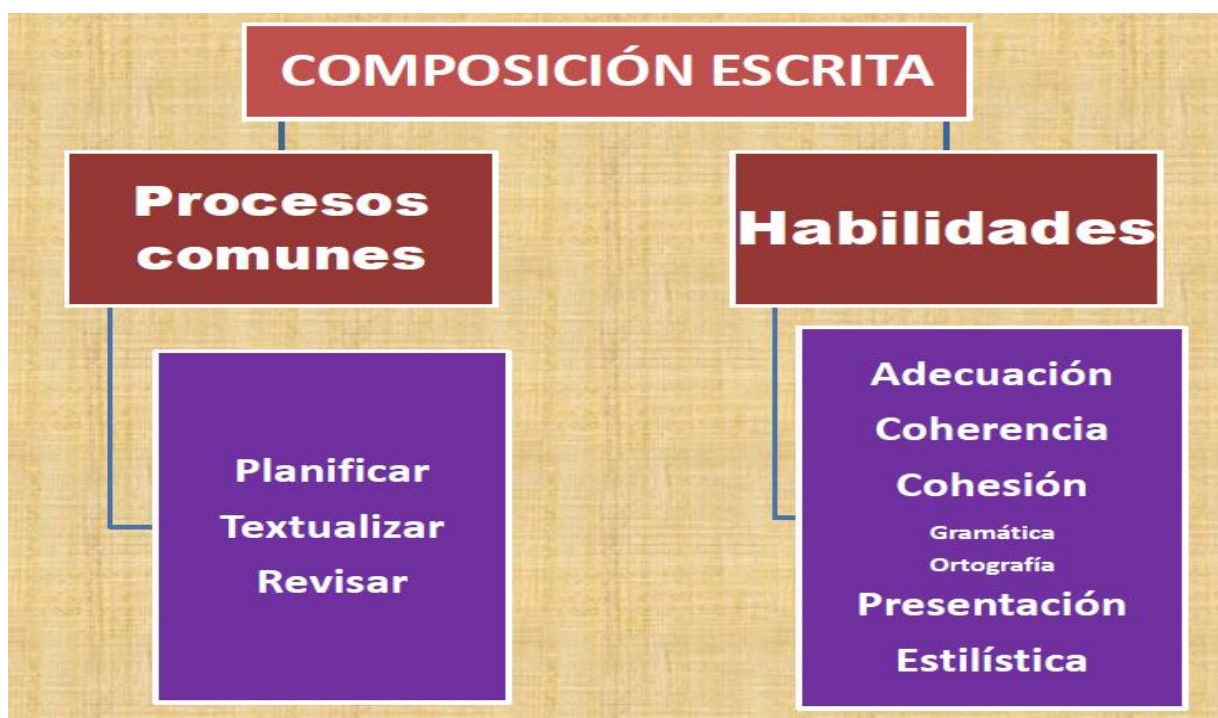 COMPOSICIÓN ESCRITA
Procesos
comunes
Planificar
Textualizar
Revisar
Habilidades
Adecuación
Coherencia
Cohesión
Gramática
Ortografía
Presentación
Estilística